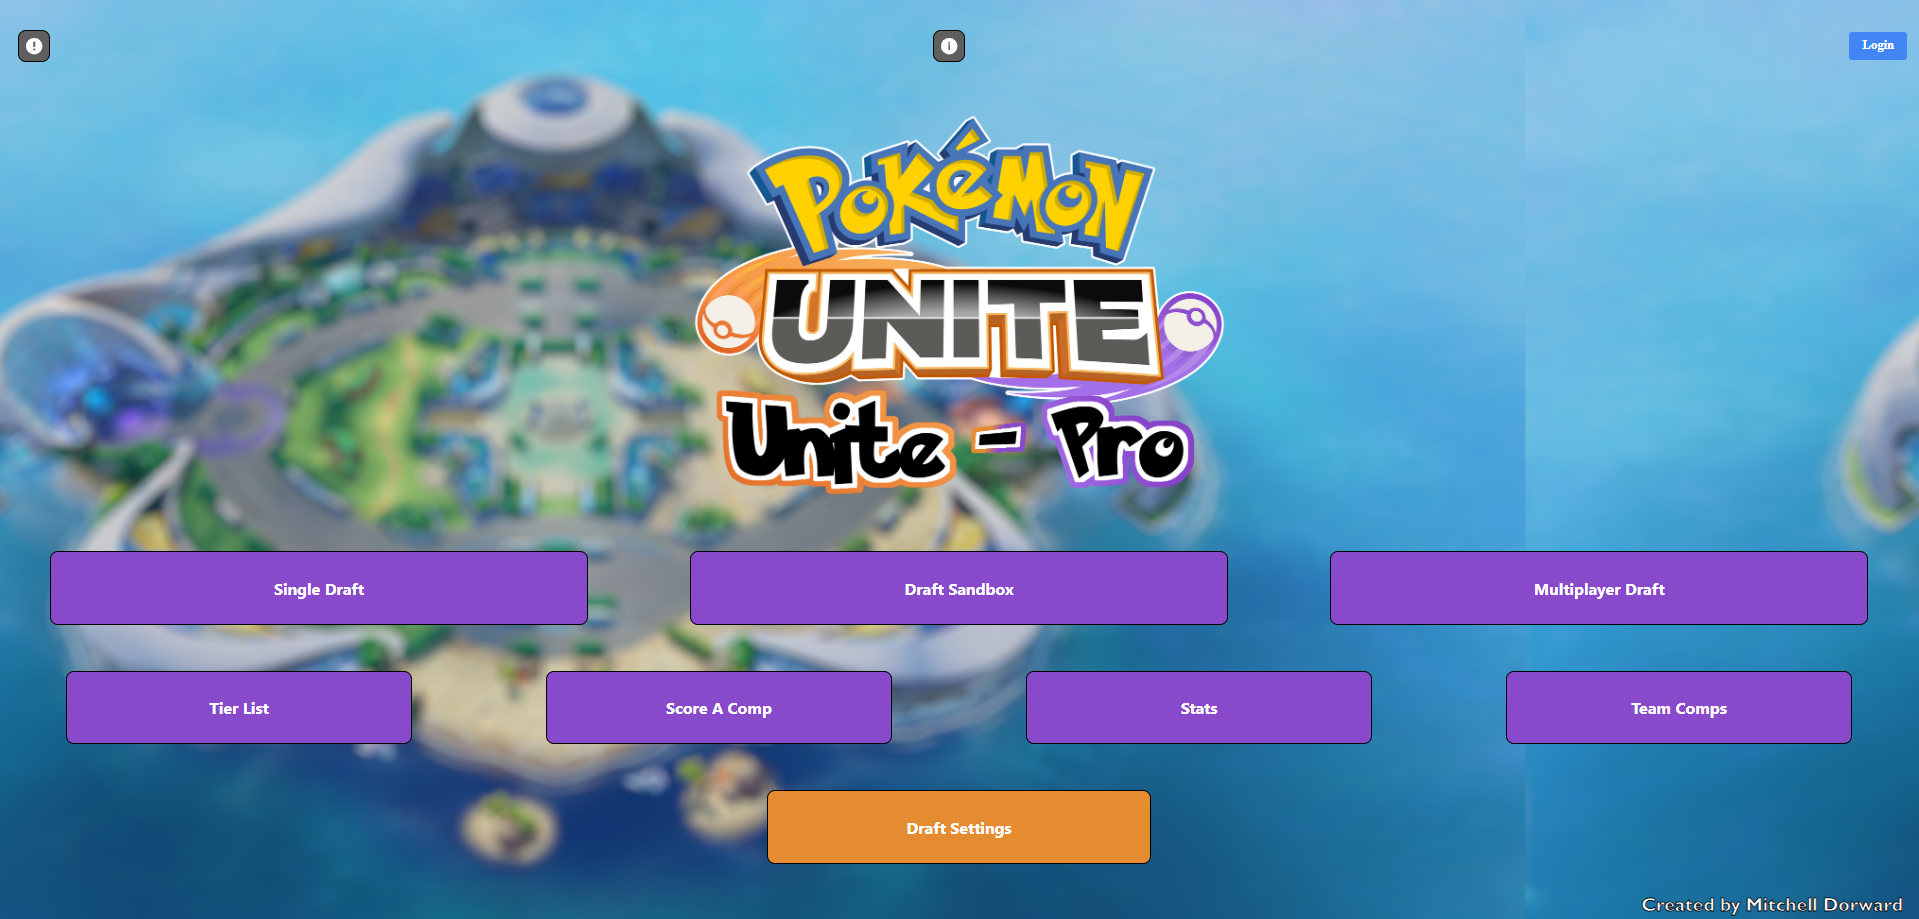 Login
POKÉMON
UNITE
Unite - Pro
Single Draft
Draft Sandbox
Multiplayer Draft
Tier List
Score A Comp
Stats
Team Comps
Draft Settings
Created by Mitchell Dorward